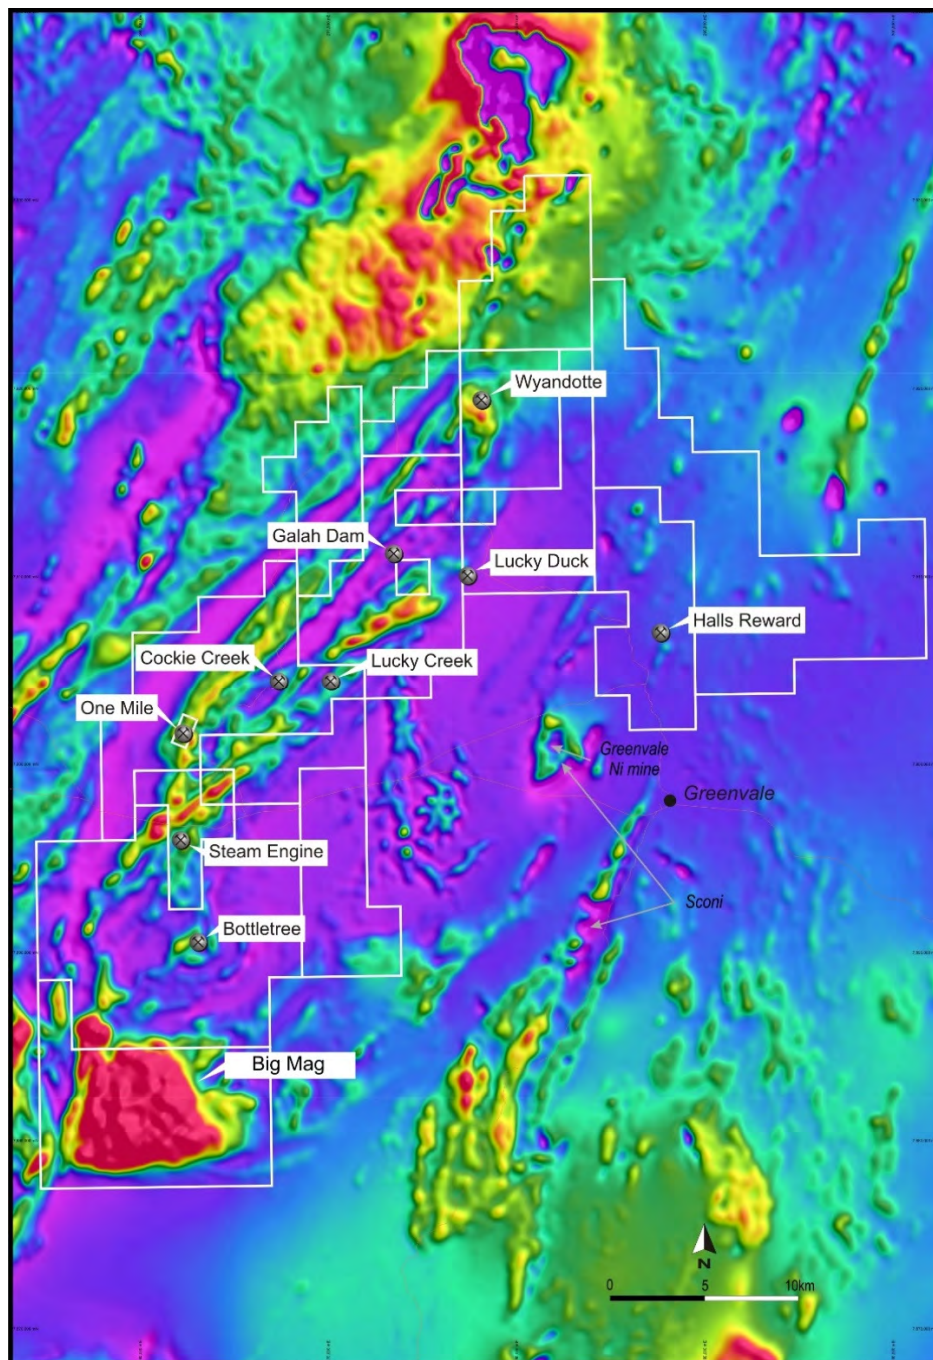 Wyandotte
Galah Dam
Lucky Duck
Halls Reward
Cockie Creek
Lucky Creek
One Mile
Greenvale
Ni mine
Greenvale
Steam Engine
Sconi
Bottletree
Big Mag
N
0 5 10km